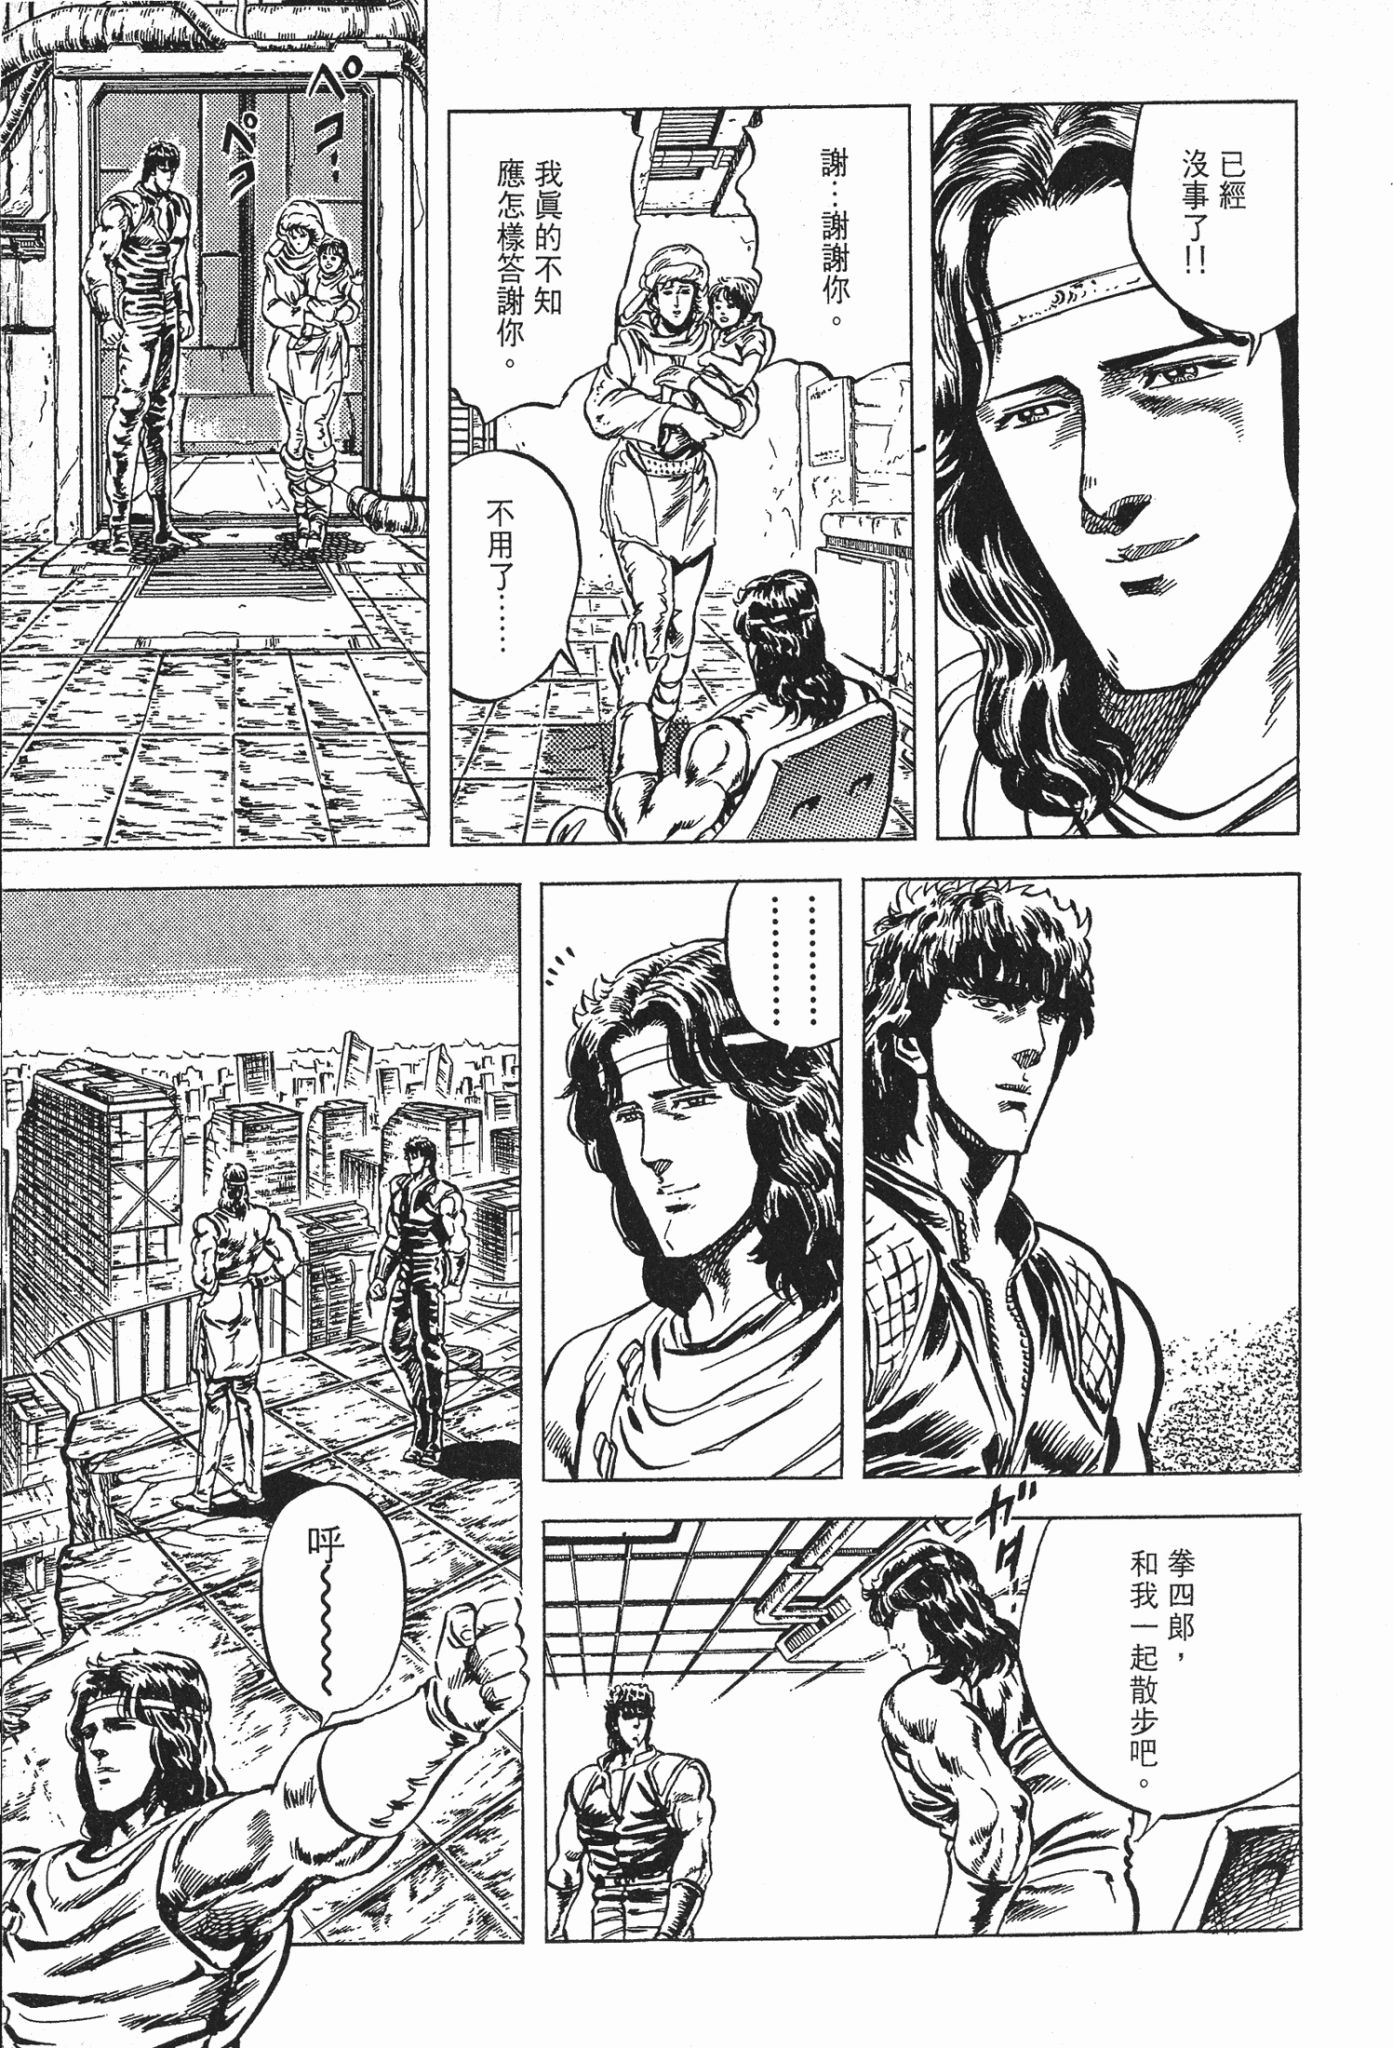 已經
沒事了!!
謝…謝謝你。
我真的不知
應怎樣答謝你。
不用了……
ペコ
ペコ
…………
…………
拳四郎，
和我一起散步吧。
ガタ
呼～～～